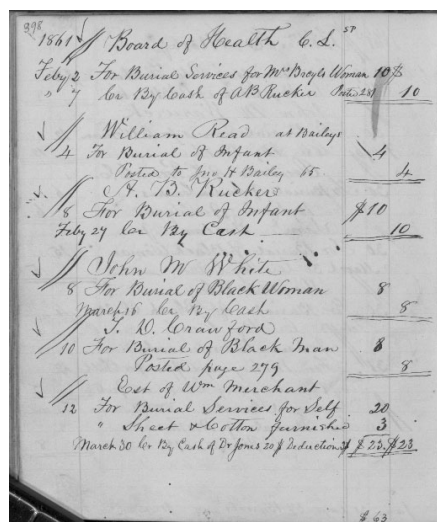 398
1861 // Board of Health C. S.
Feby 2 For Burial Services for Mrs Woman 10 $
" 7 Cr By Cash of A B Rucker Posted 281 10
// William Read at Baileys
4 For Burial of Infant 4
Posted to Jno H Bailey 65 4
// A. B. Rucker
8 For Burial of Infant $10
Feby 27 Cr By Cash 10
// John M White
8 For Burial of Black Woman 8
March 16 Cr By Cash 8
// T. D. Crawford
10 For Burial of Black Man 8
Posted page 279 8
// Est of Wm Merchant
12 For Burial Services for Self 20
" Sheet & Cotton furnished 3
March 30 Cr By Cash of Dr Jones 20 $ Deduction $ 23 $23
$ 63